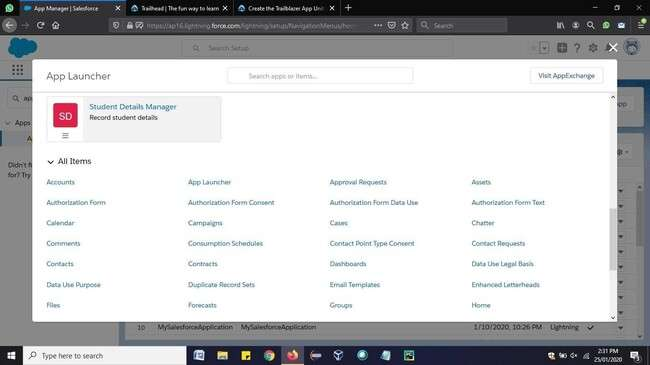 App Manager | Salesforce
Trailhead | The fun way to learn
Create the Trailblazer App Unit
https://ap16.lightning.force.com/lightning/setup/NavigationMenus/home
Search
Search Setup
App Launcher
Search apps or items...
Visit AppExchange
SD
Student Details Manager
Record student details
Apps
Didn't
for? Try
All Items
Accounts
App Launcher
Approval Requests
Assets
Authorization Form
Authorization Form Consent
Authorization Form Data Use
Authorization Form Text
Calendar
Campaigns
Cases
Chatter
Comments
Consumption Schedules
Contact Point Type Consent
Contact Requests
Contacts
Contracts
Dashboards
Data Use Legal Basis
Data Use Purpose
Duplicate Record Sets
Email Templates
Enhanced Letterheads
Files
Forecasts
Groups
Home
10 MySalesforceApplication MySalesforceApplication 1/10/2020, 10:26 PM Lightning
Type here to search
2:31 PM
25/01/2020